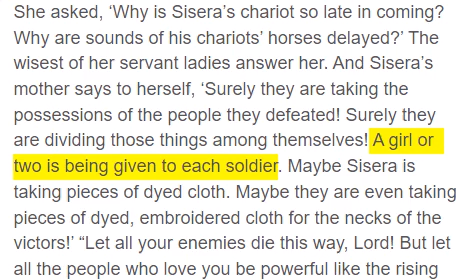 She asked, ‘Why is Sisera’s chariot so late in coming?
Why are sounds of his chariots’ horses delayed?’ The
wisest of her servant ladies answer her. And Sisera’s
mother says to herself, ‘Surely they are taking the
possessions of the people they defeated! Surely they
are dividing those things among themselves! A girl or
two is being given to each soldier. Maybe Sisera is
taking pieces of dyed cloth. Maybe they are even taking
pieces of dyed, embroidered cloth for the necks of the
victors!’ “Let all your enemies die this way, Lord! But let
all the people who love you be powerful like the rising